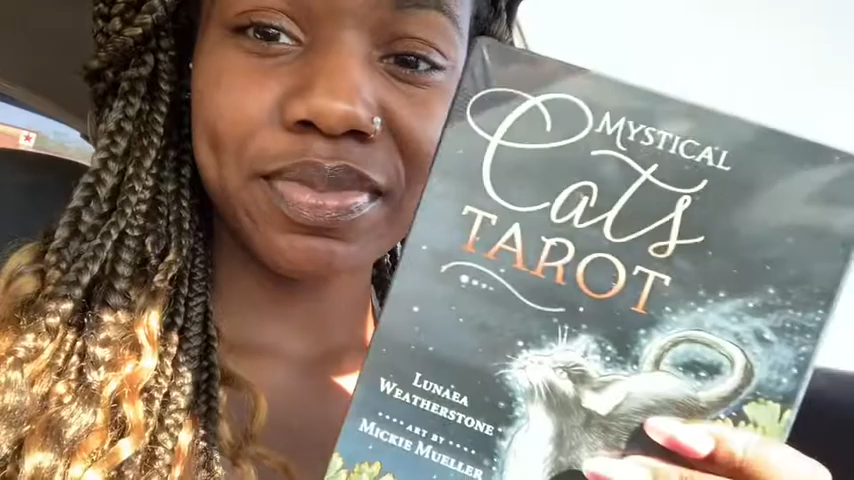 MYSTICAL
Cats
TAROT
LUNAEA
WEATHERSTONE
ART BY
MICKIE MUELLER